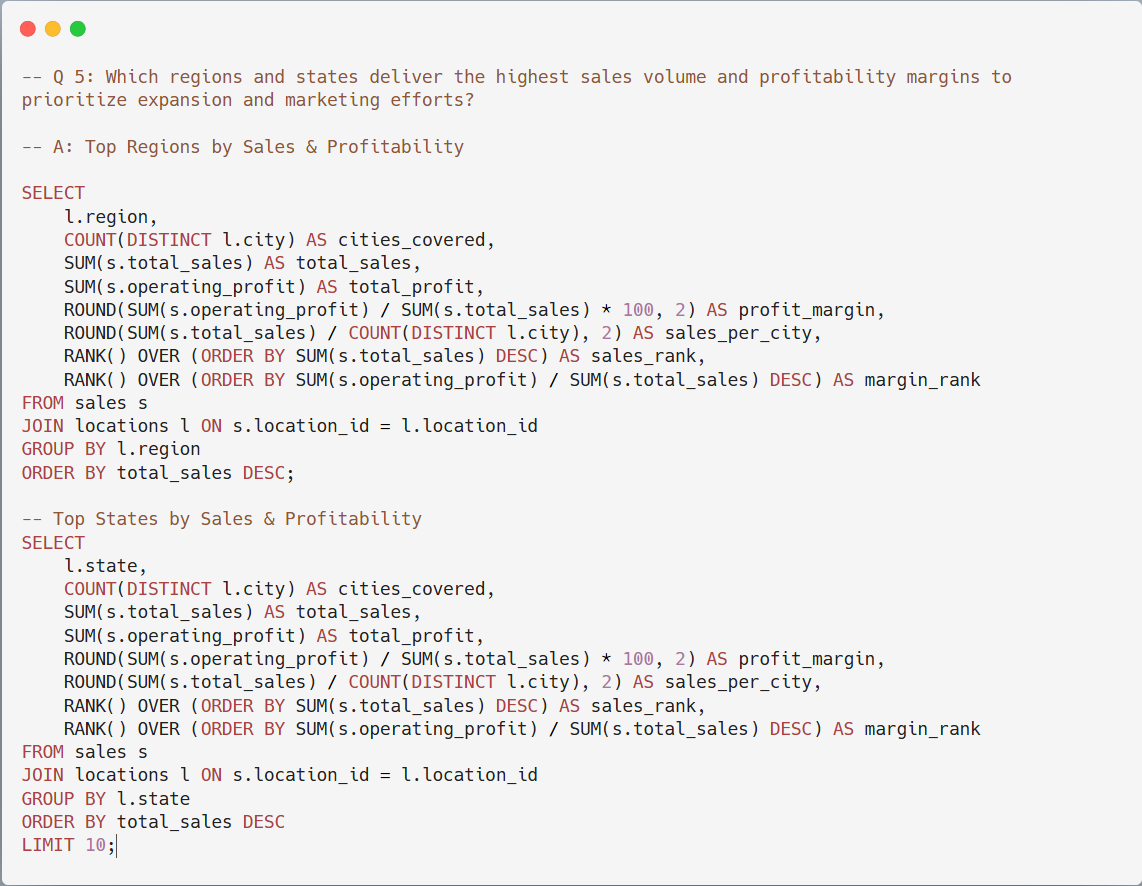 -- Q 5: Which regions and states deliver the highest sales volume and profitability margins to
prioritize expansion and marketing efforts?
-- A: Top Regions by Sales & Profitability
SELECT
    l.region,
    COUNT(DISTINCT l.city) AS cities_covered,
    SUM(s.total_sales) AS total_sales,
    SUM(s.operating_profit) AS total_profit,
    ROUND(SUM(s.operating_profit) / SUM(s.total_sales) * 100, 2) AS profit_margin,
    ROUND(SUM(s.total_sales) / COUNT(DISTINCT l.city), 2) AS sales_per_city,
    RANK() OVER (ORDER BY SUM(s.total_sales) DESC) AS sales_rank,
    RANK() OVER (ORDER BY SUM(s.operating_profit) / SUM(s.total_sales) DESC) AS margin_rank
FROM sales s
JOIN locations l ON s.location_id = l.location_id
GROUP BY l.region
ORDER BY total_sales DESC;
-- Top States by Sales & Profitability
SELECT
    l.state,
    COUNT(DISTINCT l.city) AS cities_covered,
    SUM(s.total_sales) AS total_sales,
    SUM(s.operating_profit) AS total_profit,
    ROUND(SUM(s.operating_profit) / SUM(s.total_sales) * 100, 2) AS profit_margin,
    ROUND(SUM(s.total_sales) / COUNT(DISTINCT l.city), 2) AS sales_per_city,
    RANK() OVER (ORDER BY SUM(s.total_sales) DESC) AS sales_rank,
    RANK() OVER (ORDER BY SUM(s.operating_profit) / SUM(s.total_sales) DESC) AS margin_rank
FROM sales s
JOIN locations l ON s.location_id = l.location_id
GROUP BY l.state
ORDER BY total_sales DESC
LIMIT 10;